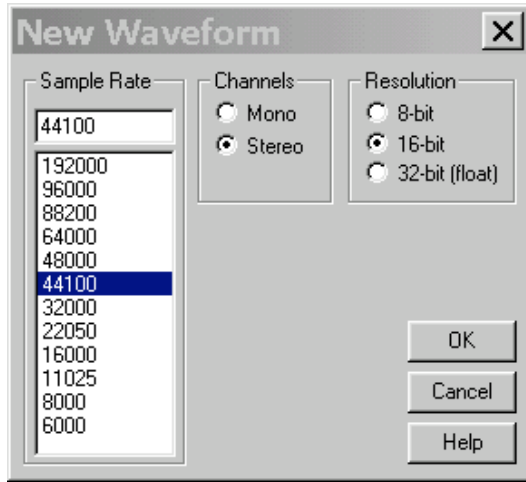 New Waveform
Sample Rate
44100
192000
96000
88200
64000
48000
44100
32000
22050
16000
11025
8000
6000
Channels
Mono
Stereo
Resolution
8-bit
16-bit
32-bit (float)
OK
Cancel
Help